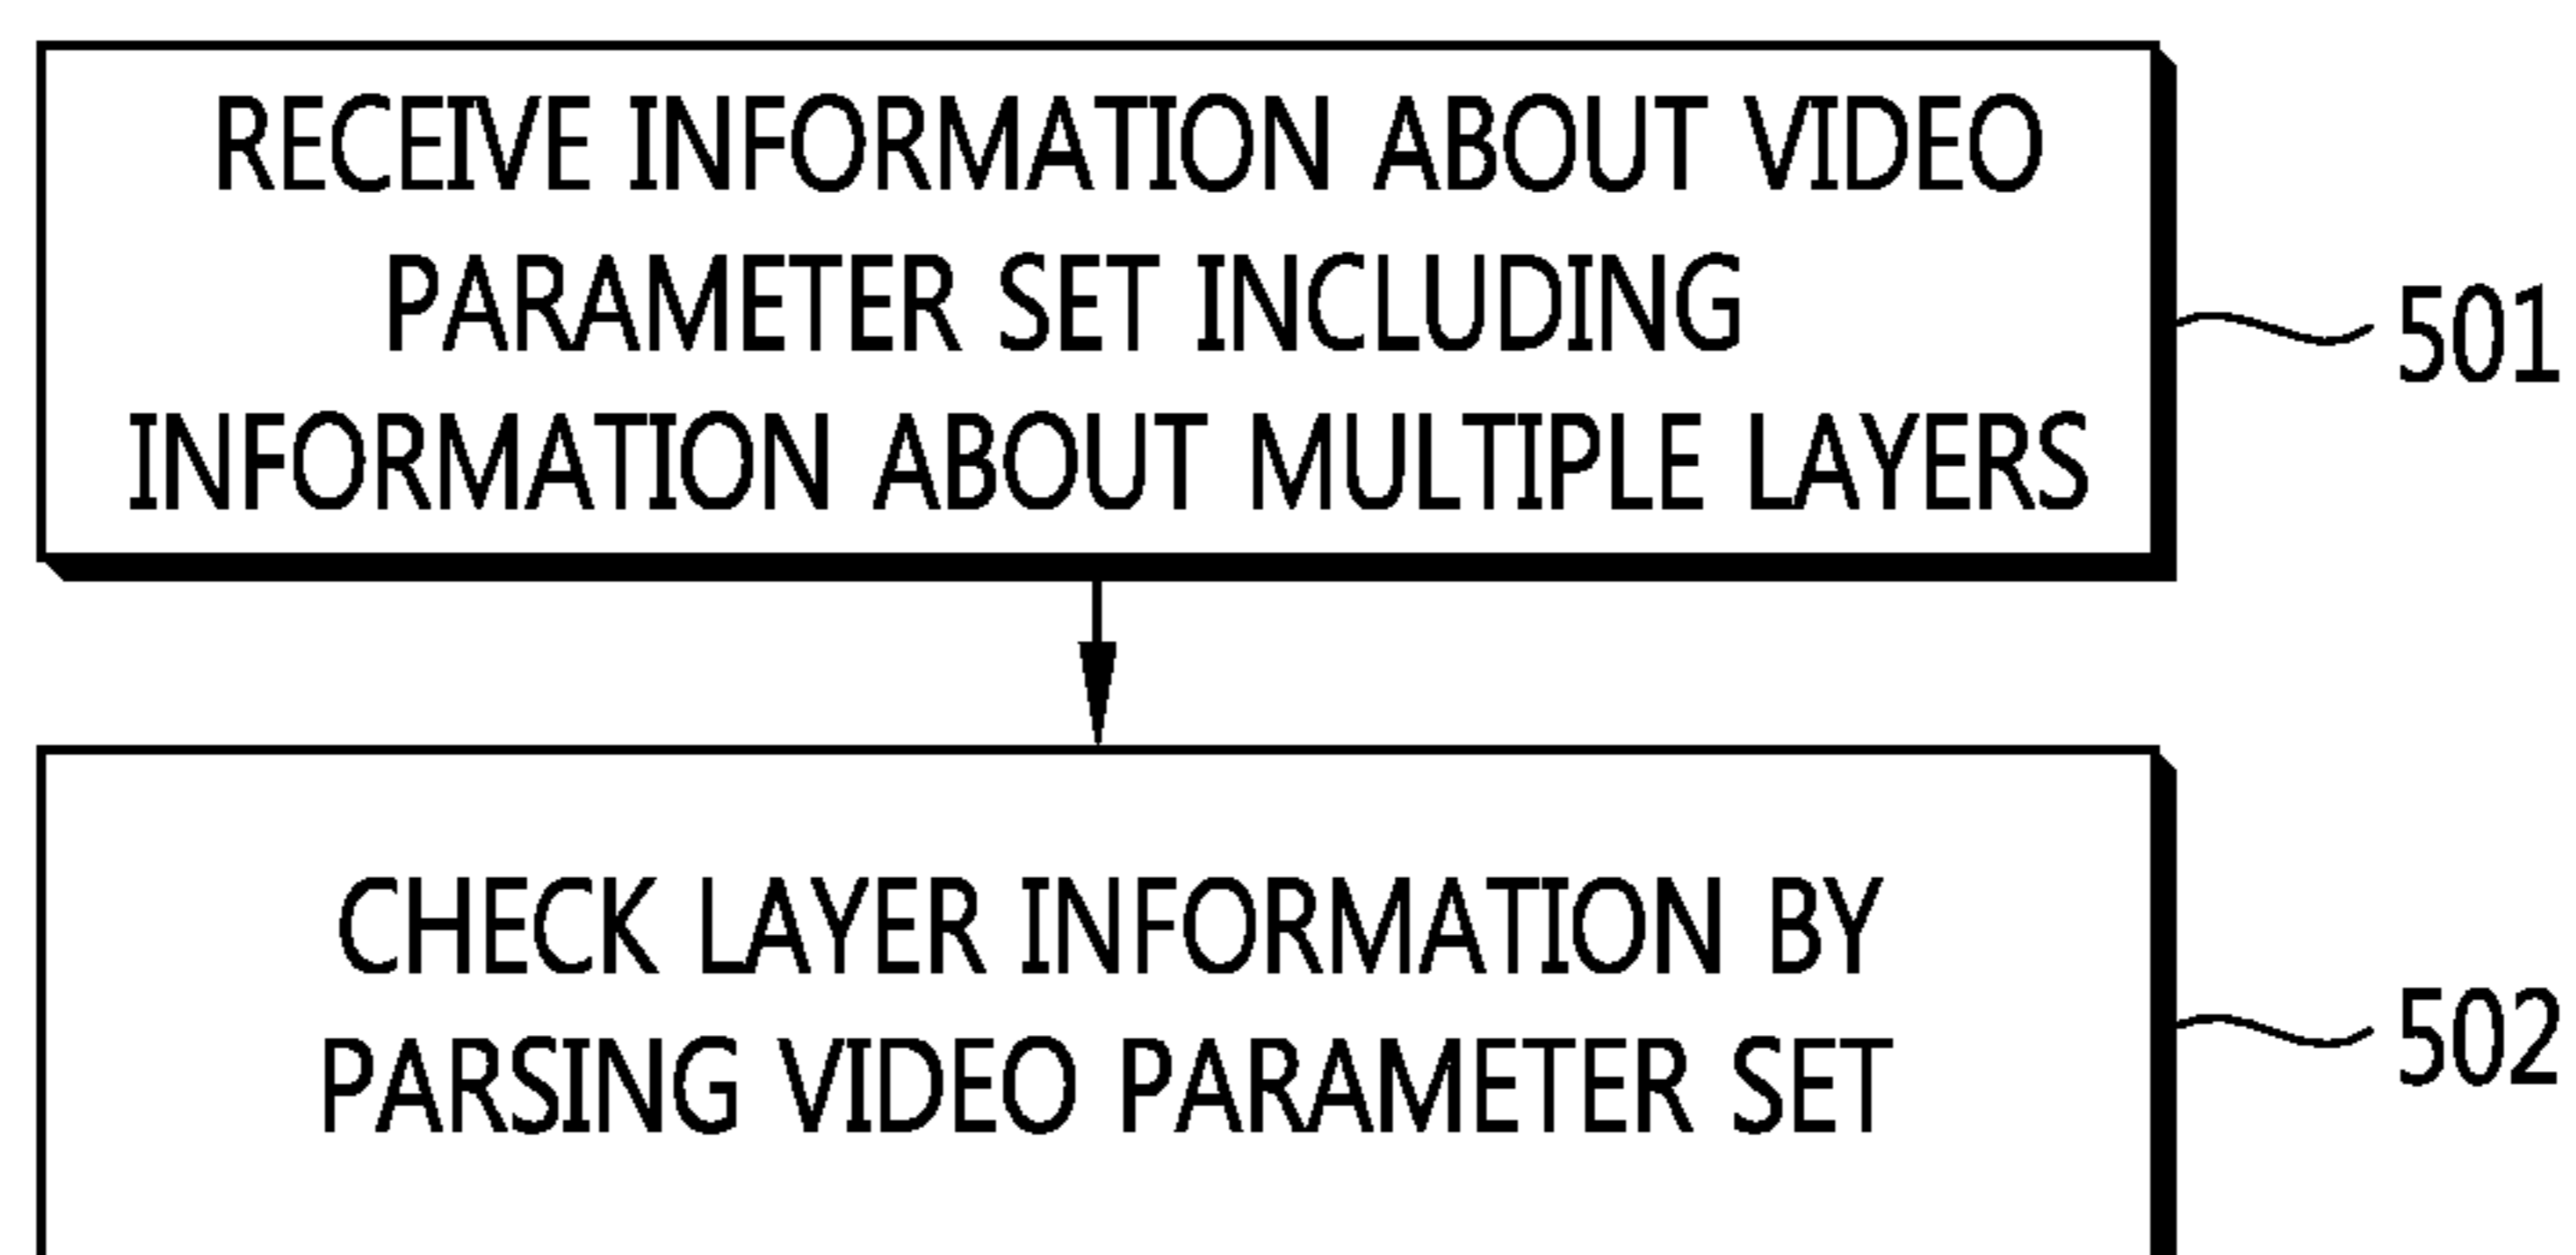 RECEIVE INFORMATION ABOUT VIDEO
PARAMETER SET INCLUDING
INFORMATION ABOUT MULTIPLE LAYERS
501
CHECK LAYER INFORMATION BY
PARSING VIDEO PARAMETER SET
502